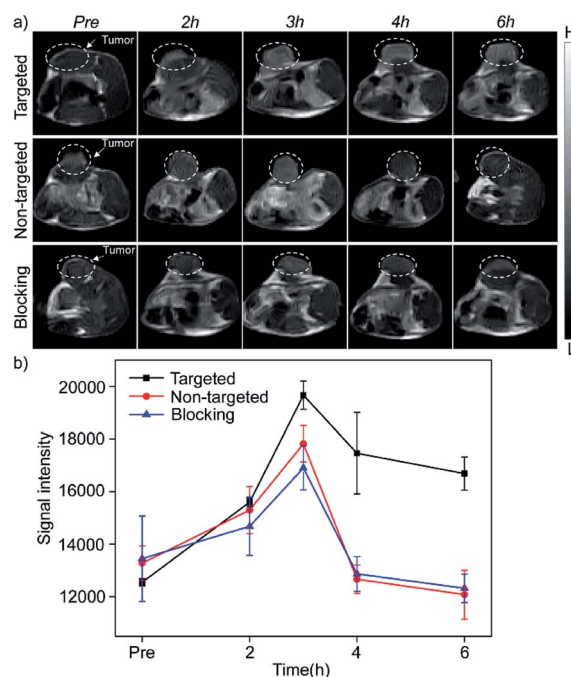 a) Pre 2h 3h 4h 6h
H
Targeted
Tumor
Non-targeted
Tumor
Blocking
Tumor
L
b)
Targeted
Non-targeted
Blocking
20000
18000
16000
14000
12000
Signal intensity
Pre 2 4 6
Time(h)